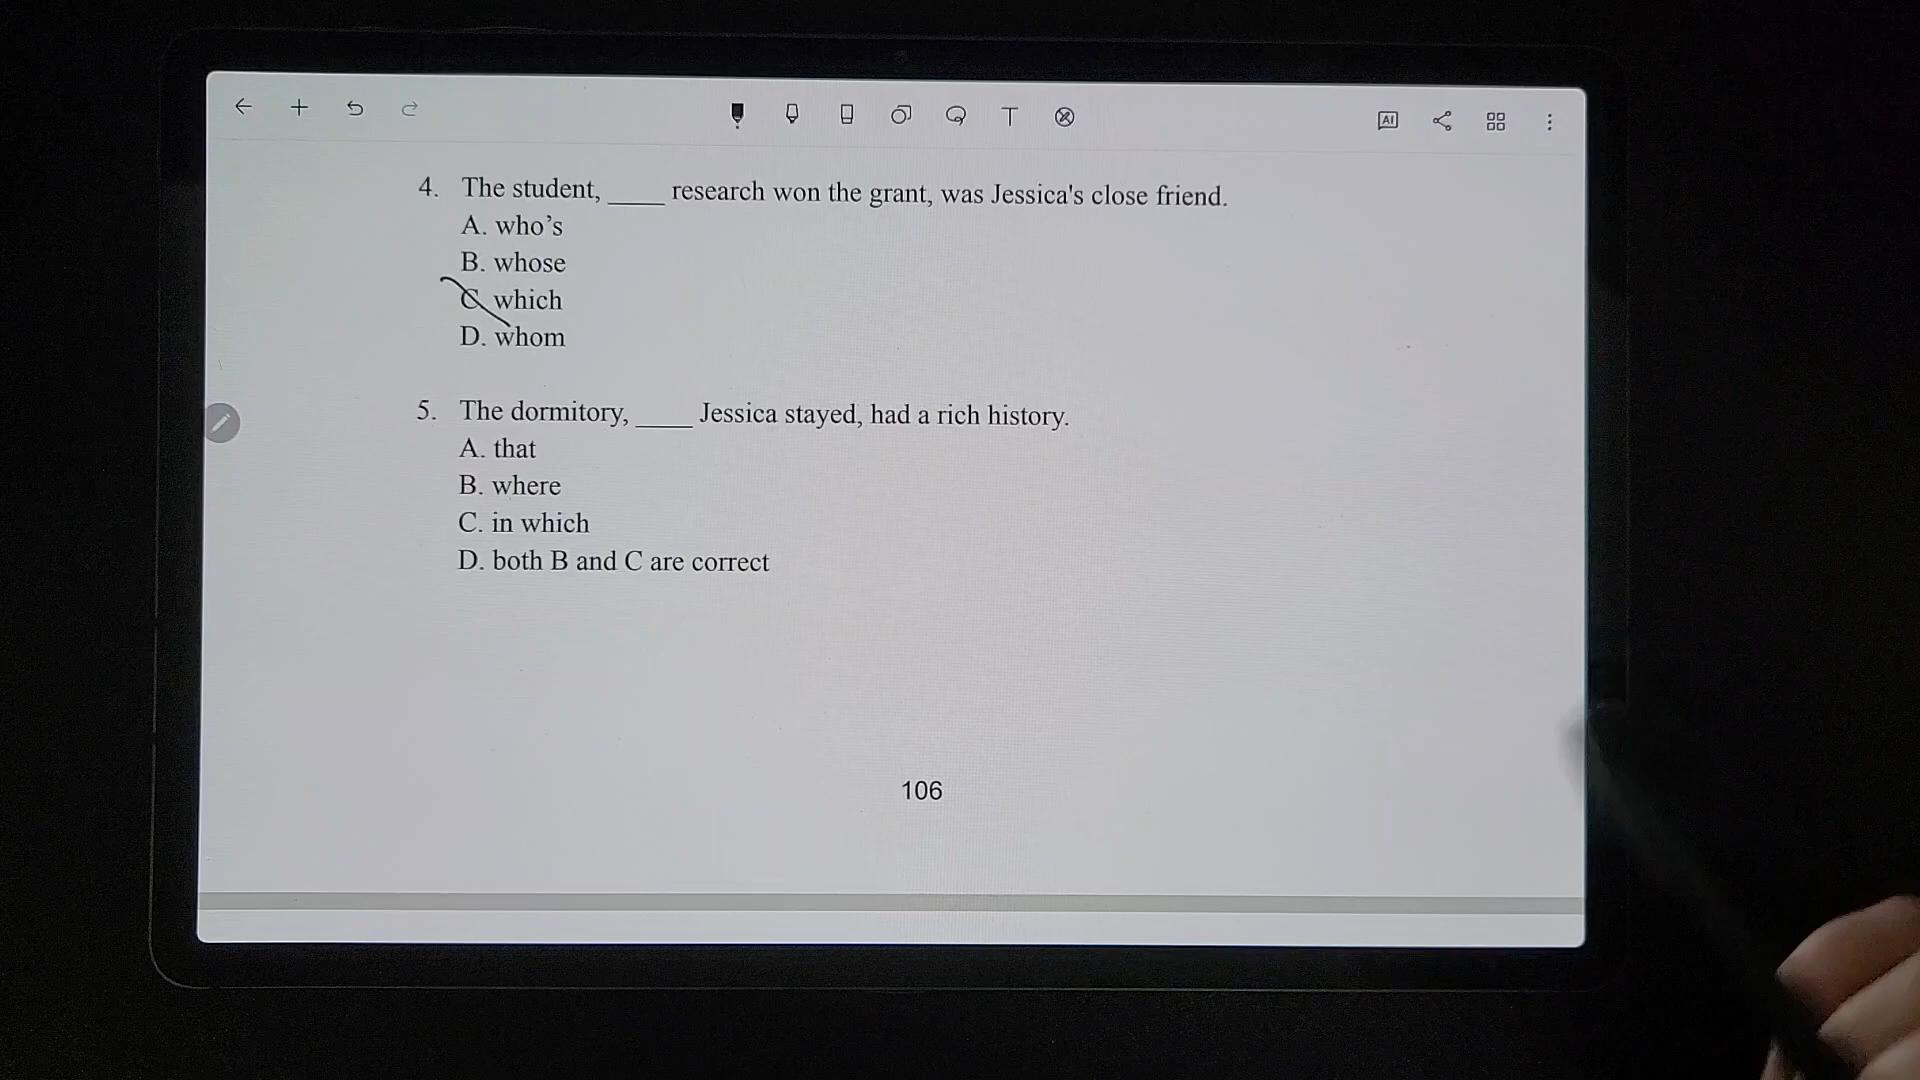 AI
4. The student, ____ research won the grant, was Jessica's close friend.
A. who’s
B. whose
C. which
D. whom
5. The dormitory, ____ Jessica stayed, had a rich history.
A. that
B. where
C. in which
D. both B and C are correct
106